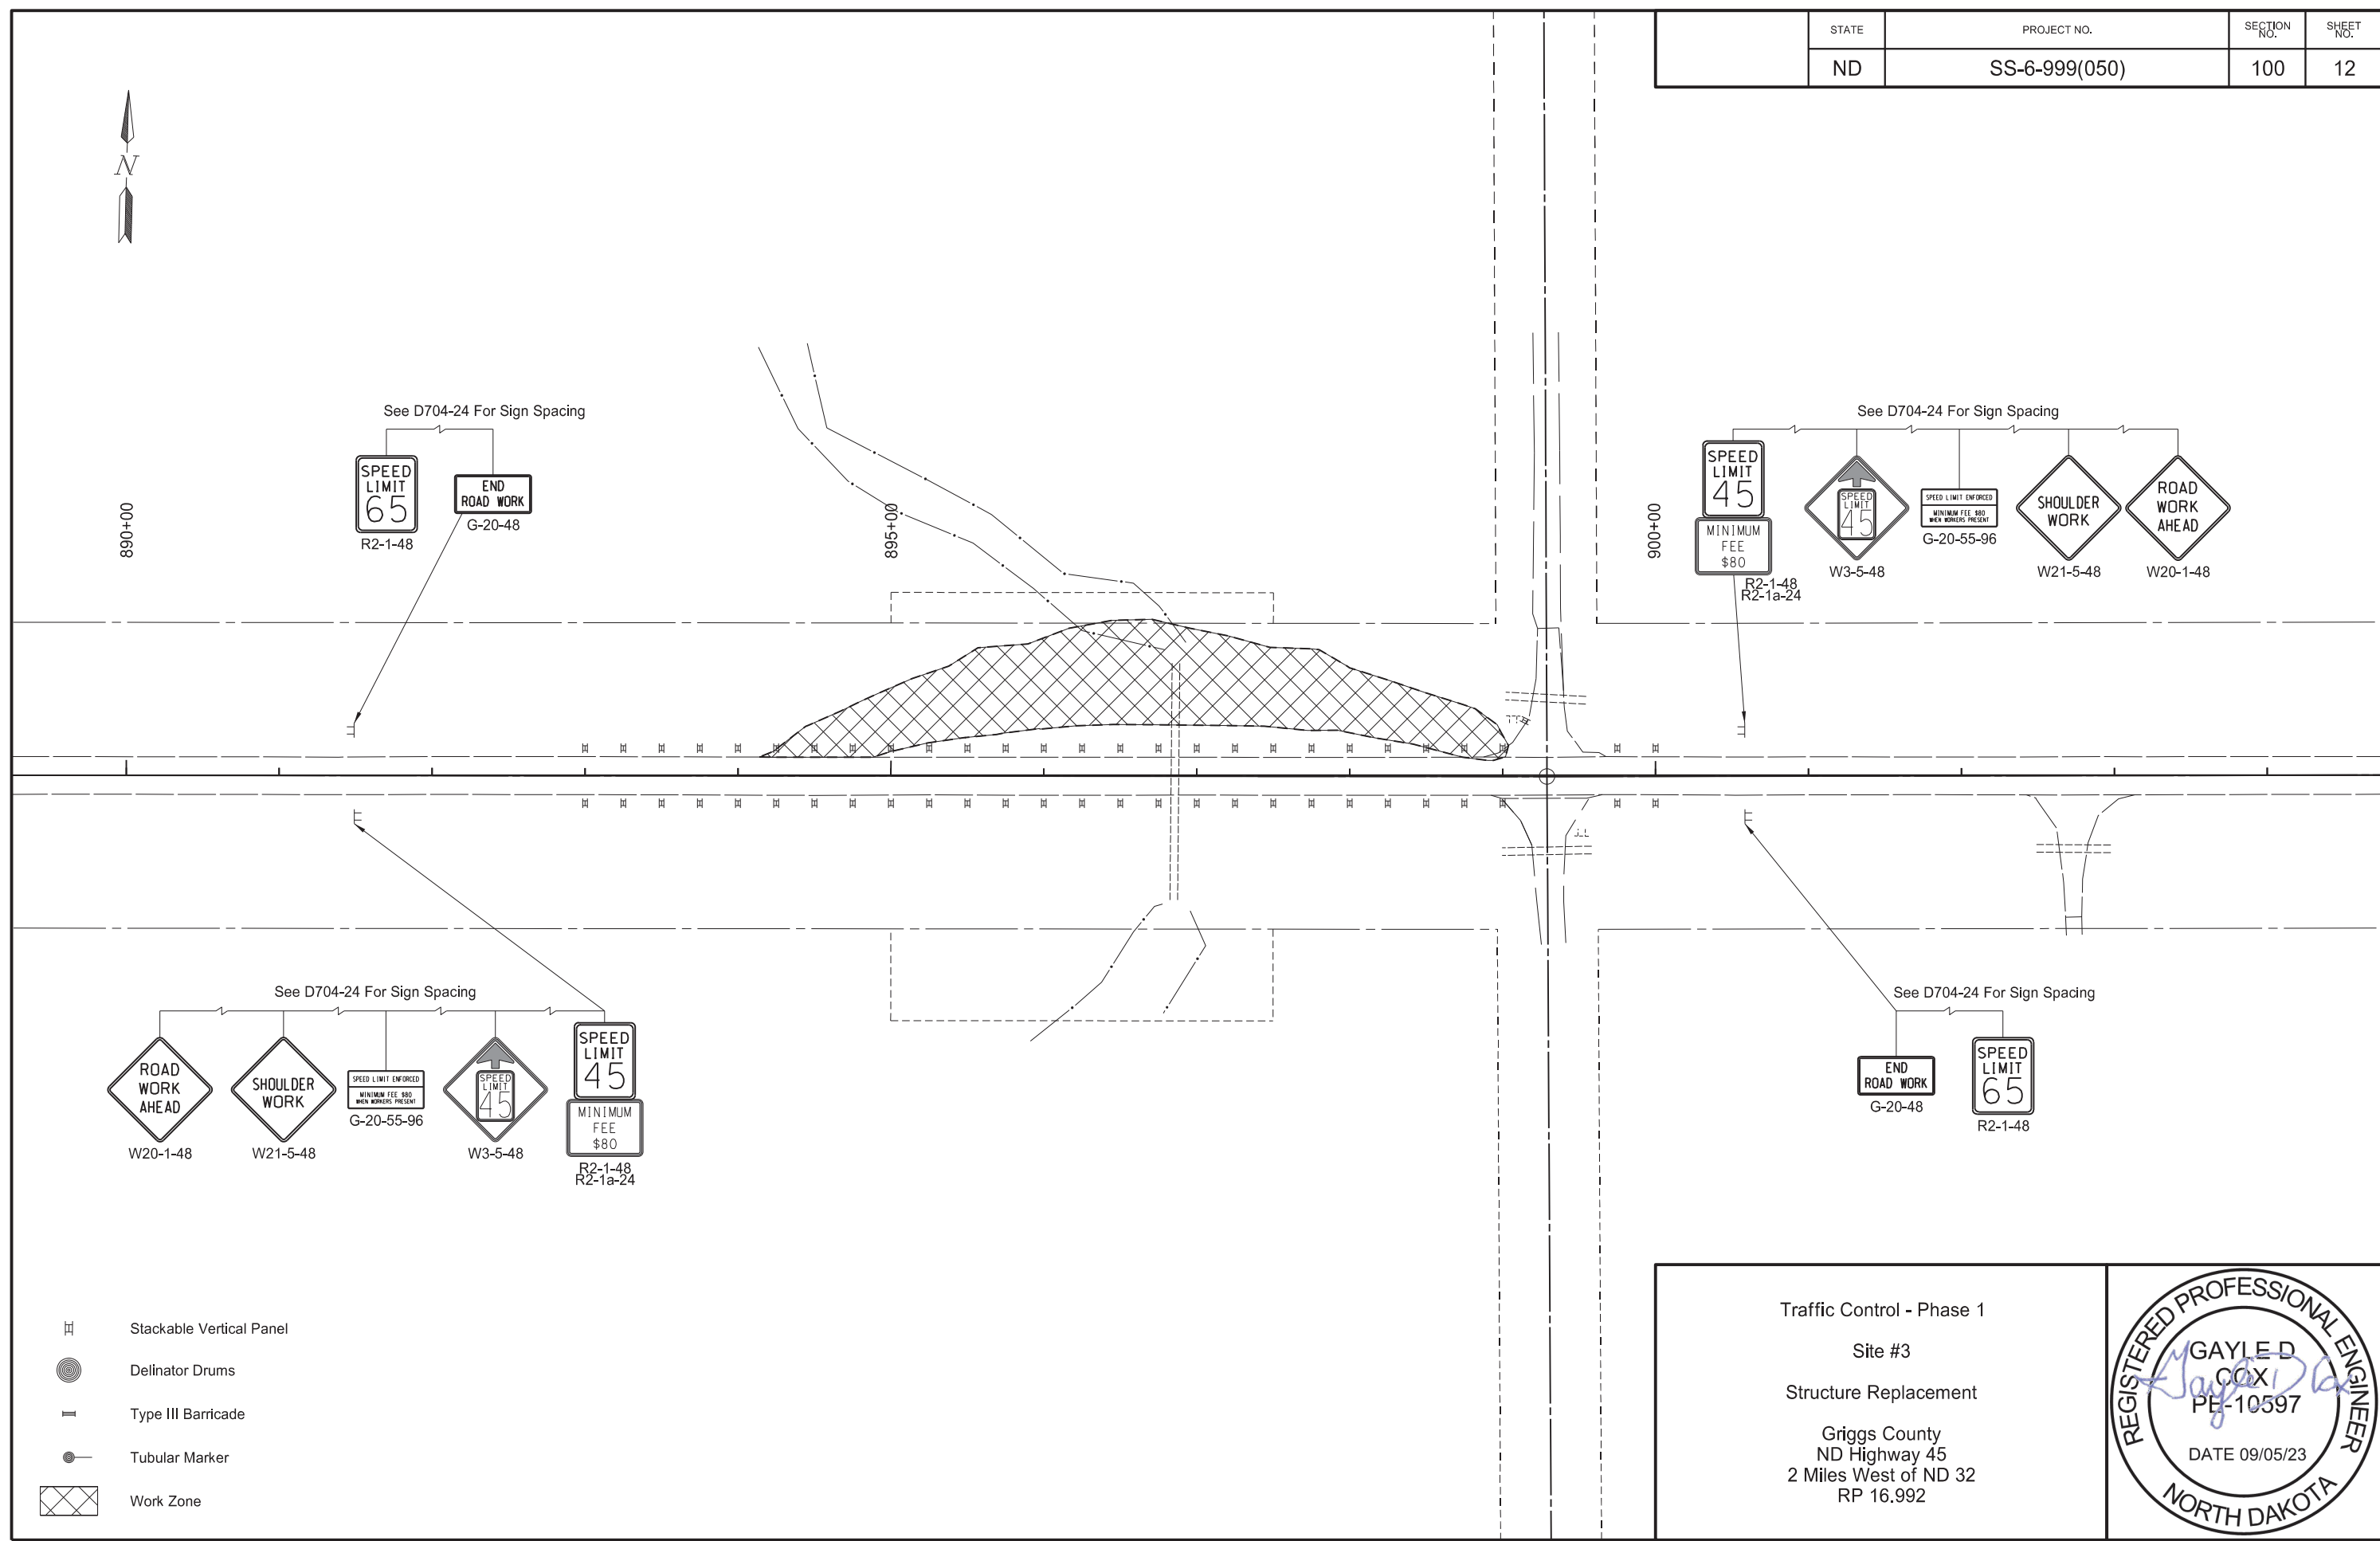 STATE
PROJECT NO.
SECTION
NO.
SHEET
NO.
ND
SS-6-999(050)
100
12
N
See D704-24 For Sign Spacing
SPEED
LIMIT
65
R2-1-48
END
ROAD WORK
G-20-48
890+00
895+00
900+00
See D704-24 For Sign Spacing
SPEED
LIMIT
45
MINIMUM
FEE
$80
R2-1-48
R2-1a-24
SPEED
LIMIT
45
W3-5-48
SPEED LIMIT ENFORCED
MINIMUM FEE $80
WHEN WORKERS PRESENT
G-20-55-96
SHOULDER
WORK
W21-5-48
ROAD
WORK
AHEAD
W20-1-48
See D704-24 For Sign Spacing
ROAD
WORK
AHEAD
W20-1-48
SHOULDER
WORK
W21-5-48
SPEED LIMIT ENFORCED
MINIMUM FEE $80
WHEN WORKERS PRESENT
G-20-55-96
SPEED
LIMIT
45
W3-5-48
SPEED
LIMIT
45
MINIMUM
FEE
$80
R2-1-48
R2-1a-24
See D704-24 For Sign Spacing
END
ROAD WORK
G-20-48
SPEED
LIMIT
65
R2-1-48
Stackable Vertical Panel
Delinator Drums
Type III Barricade
Tubular Marker
Work Zone
Traffic Control - Phase 1
Site #3
Structure Replacement
Griggs County
ND Highway 45
2 Miles West of ND 32
RP 16.992
REGISTERED PROFESSIONAL ENGINEER
GAYLE D
COX
PE-10597
Gayle D Cox
DATE 09/05/23
NORTH DAKOTA